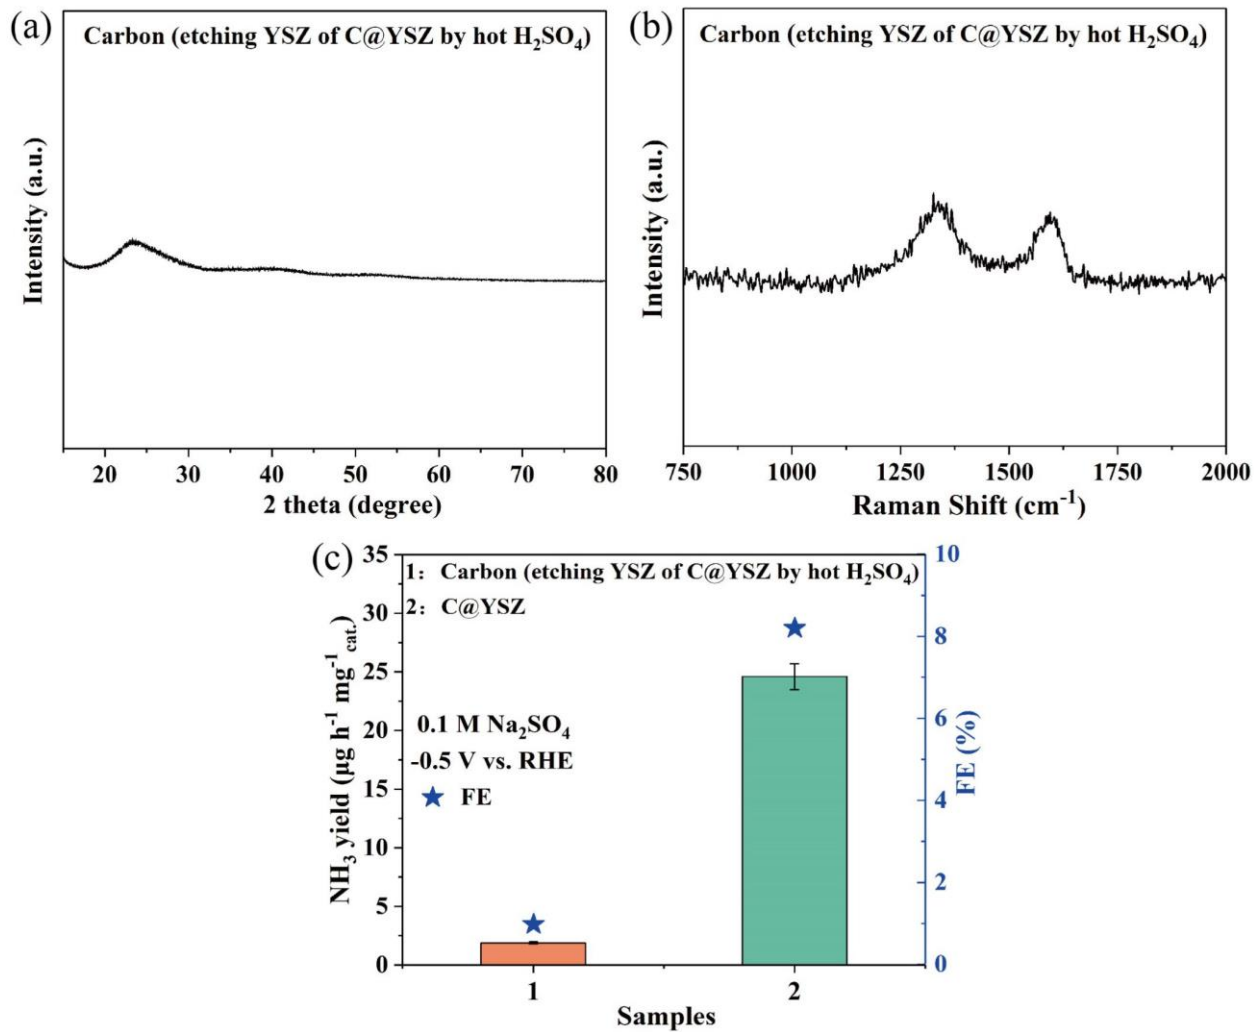 (a)
Carbon (etching YSZ of C@YSZ by hot H₂SO₄)
Intensity (a.u.)
20 30 40 50 60 70 80
2 theta (degree)
(b)
Carbon (etching YSZ of C@YSZ by hot H₂SO₄)
Intensity (a.u.)
750 1000 1250 1500 1750 2000
Raman Shift (cm⁻¹)
(c)
1: Carbon (etching YSZ of C@YSZ by hot H₂SO₄)
2: C@YSZ
0.1 M Na₂SO₄
-0.5 V vs. RHE
FE
NH₃ yield (µg h⁻¹ mg⁻¹cat.)
35
30
25
20
15
10
5
0
10
8
6
4
2
0
FE (%)
1 2
Samples